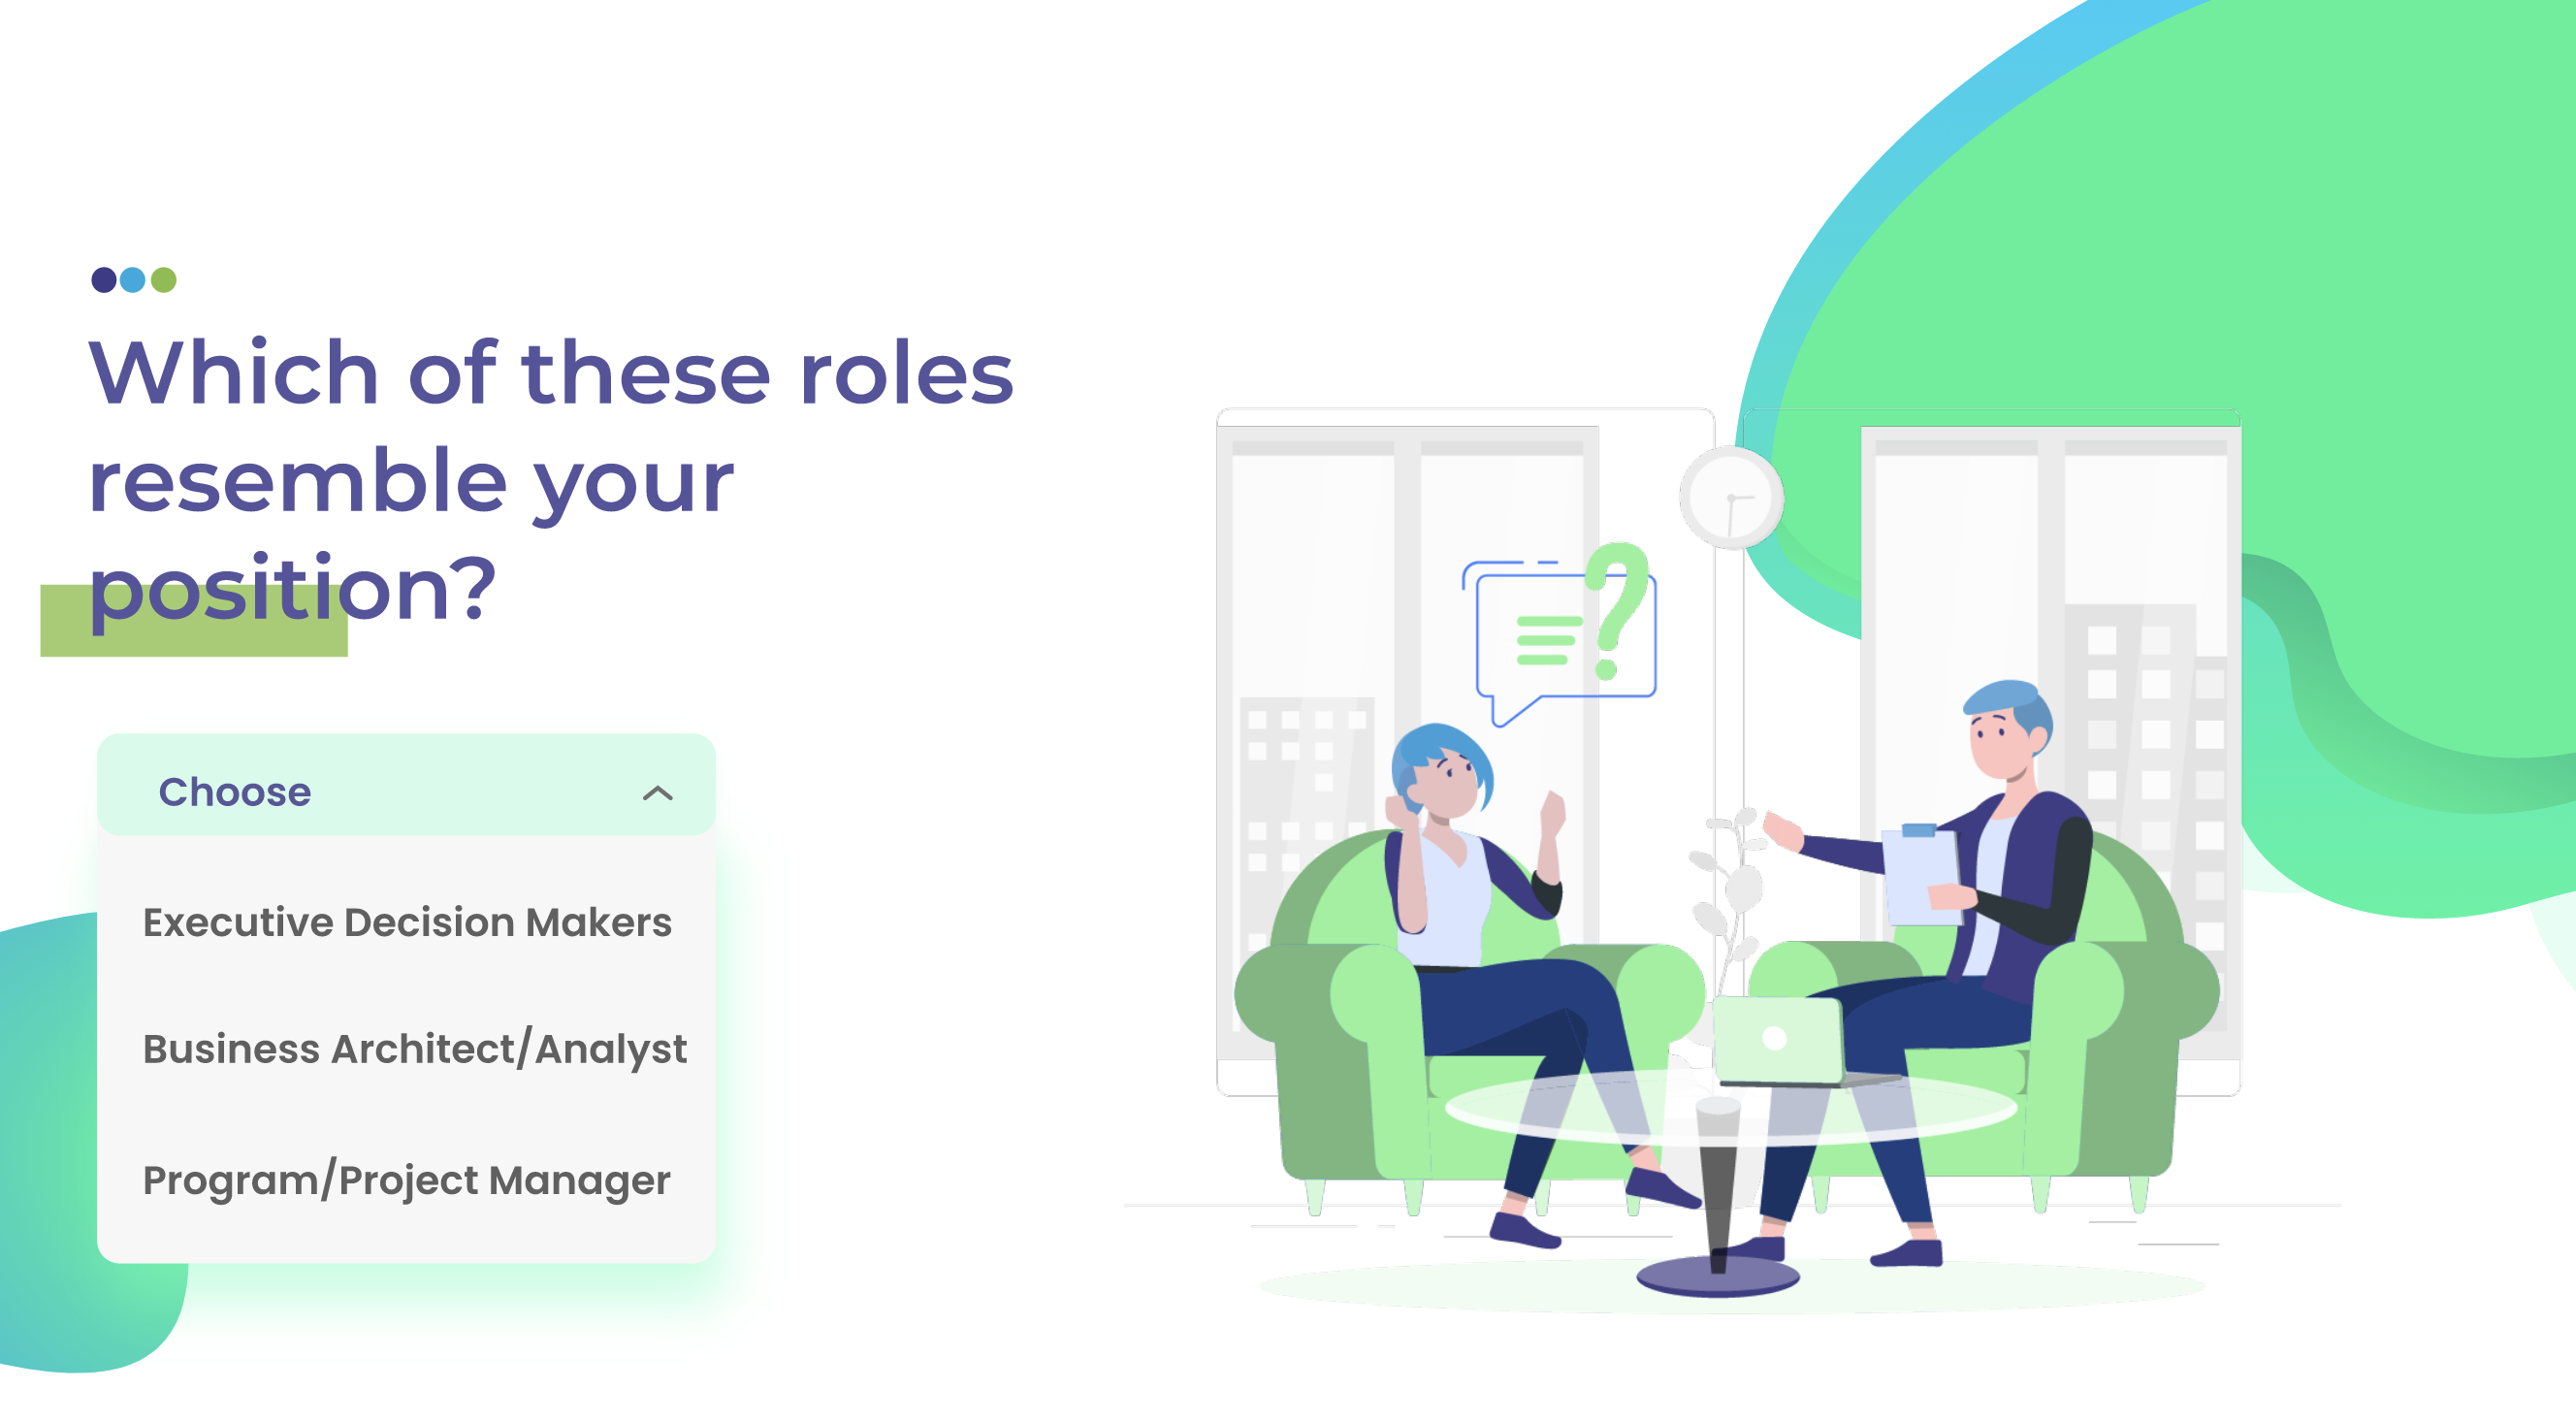 Which of these roles
resemble your
position?
Choose
Executive Decision Makers
Business Architect/Analyst
Program/Project Manager
?